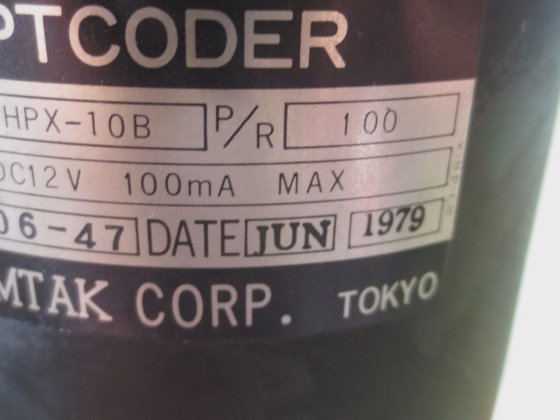 PTCODER
HPX-10B P/R 100
DC12V 100mA MAX
06-47 DATE JUN 1979
MTAK CORP. TOKYO